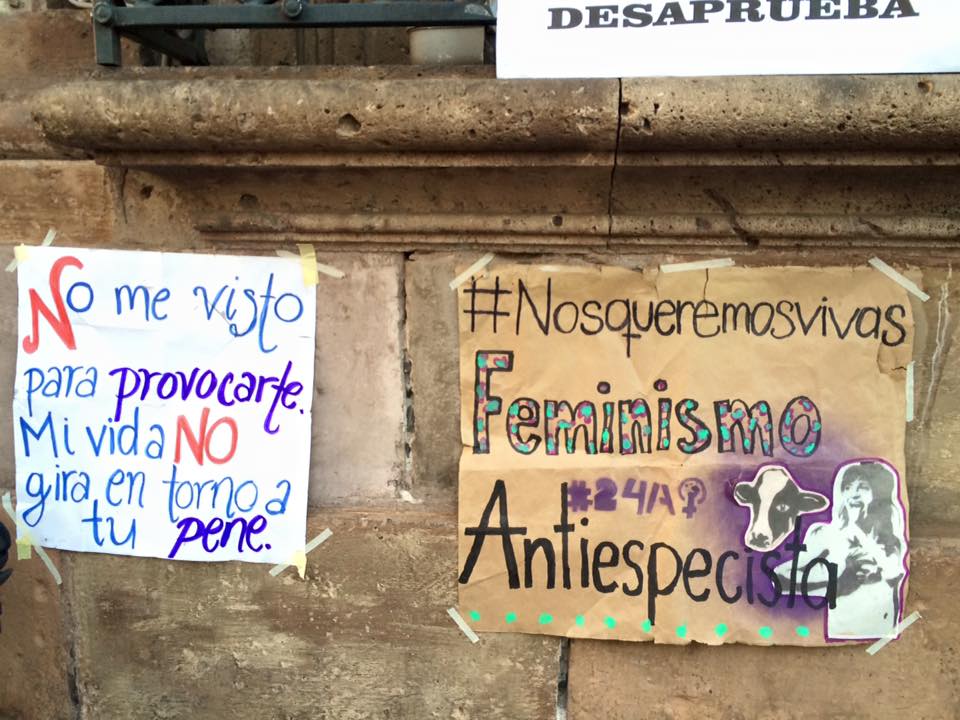 DESAPRUEBA
No me visto
para provocarte.
Mi vida NO
gira en torno a
tu pene.
#Nosqueremosvivas
Feminismo
#24A
Antiespecista